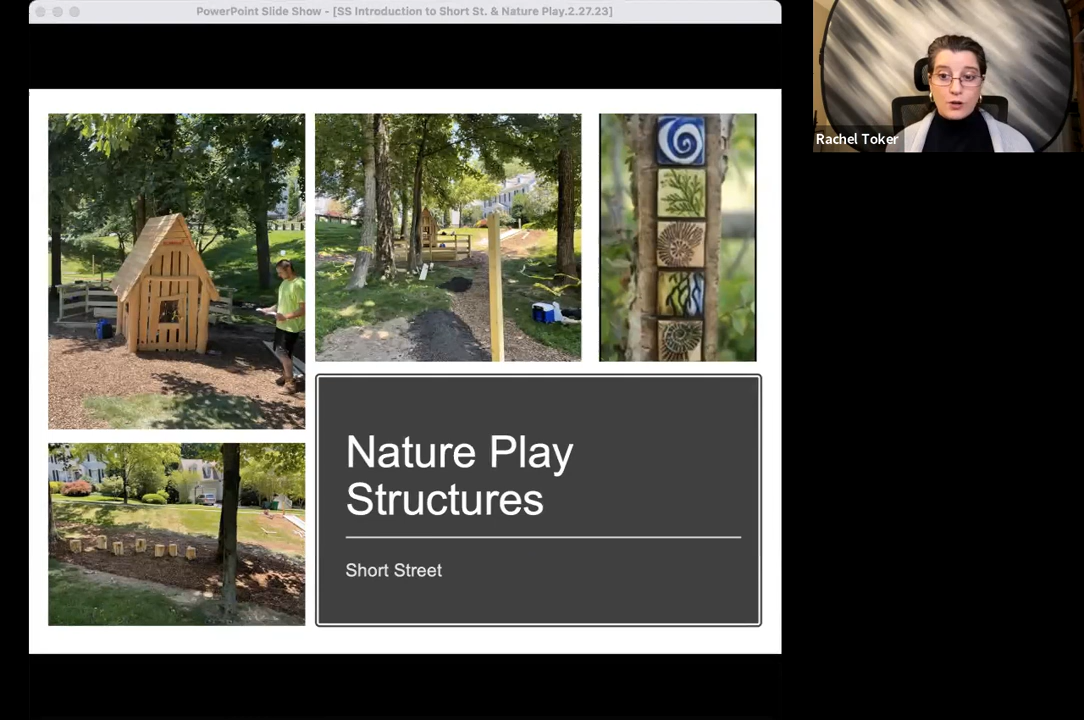 PowerPoint Slide Show - [SS Introduction to Short St. & Nature Play.2.27.23]
Rachel Toker
Nature Play
Structures
Short Street